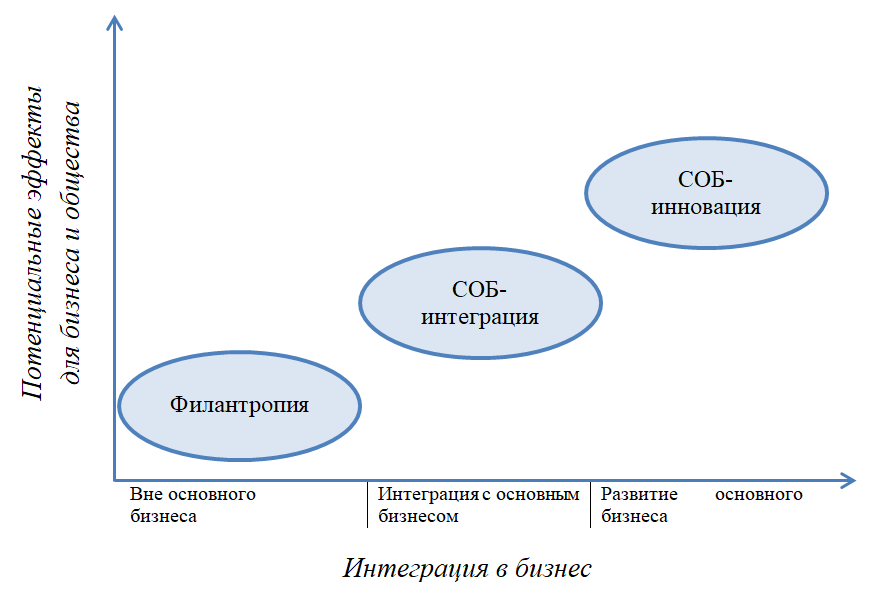 Потенциальные эффекты
для бизнеса и общества
СОБ-
инновация
СОБ-
интеграция
Филантропия
Вне основного
бизнеса
Интеграция с основным
бизнесом
Развитие основного
бизнеса
Интеграция в бизнес